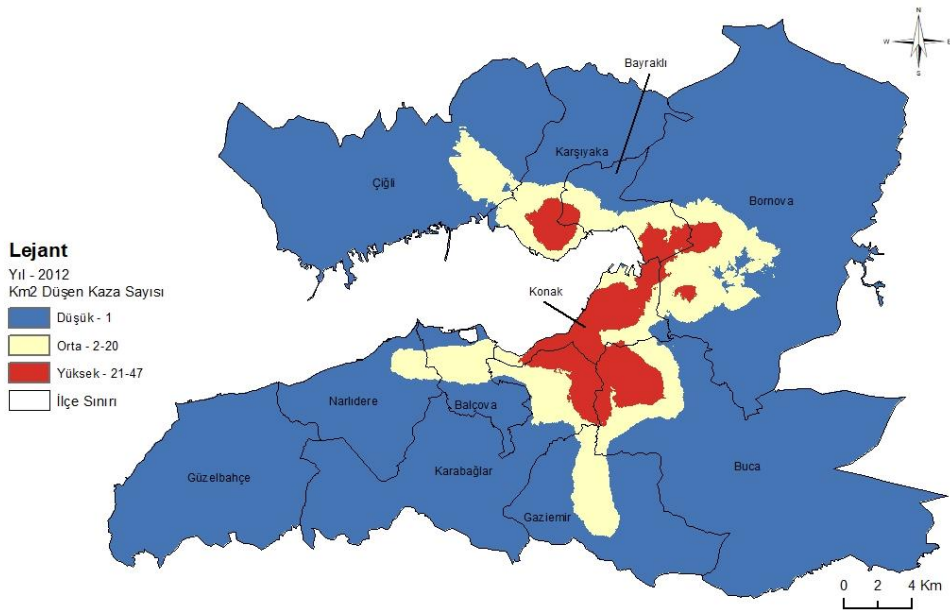 N
W E
S
Bayraklı
Karşıyaka
Çiğli
Bornova
Lejant
Yıl - 2012
Km2 Düşen Kaza Sayısı
Düşük - 1
Orta - 2-20
Yüksek - 21-47
İlçe Sınırı
Konak
Narlıdere
Balçova
Güzelbahçe
Karabağlar
Buca
Gaziemir
0 2 4 Km